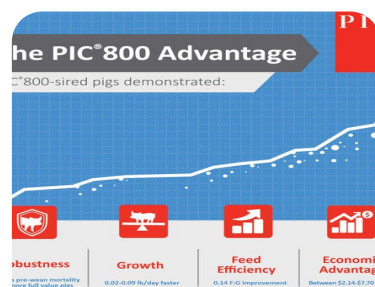 PI
he PIC®800 Advantage
C®800-sired pigs demonstrated:
obustness
Growth
Feed
Efficiency
Economi
Advantag
pre-wean mortality
more full value pigs
0.02-0.09 lb/day faster
0.14 F:G improvement
Between $2.14-$7.70